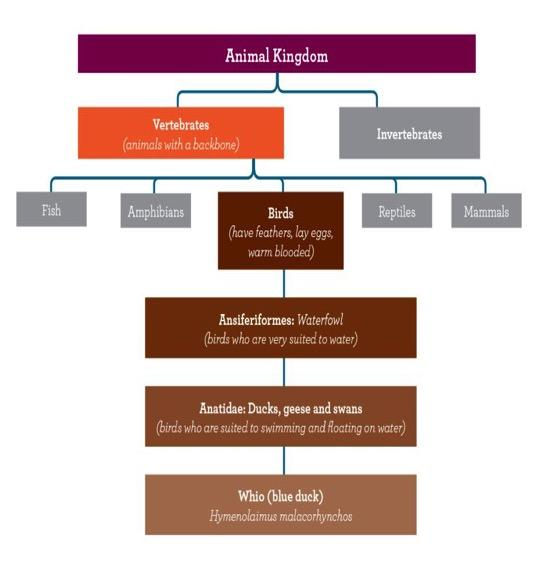 Animal Kingdom
Vertebrates
(animals with a backbone)
Invertebrates
Fish
Amphibians
Birds
(have feathers, lay eggs,
warm blooded)
Reptiles
Mammals
Ansiferiformes: Waterfowl
(birds who are very suited to water)
Anatidae: Ducks, geese and swans
(birds who are suited to swimming and floating on water)
Whio (blue duck)
Hymenolaimus malacorhynchos